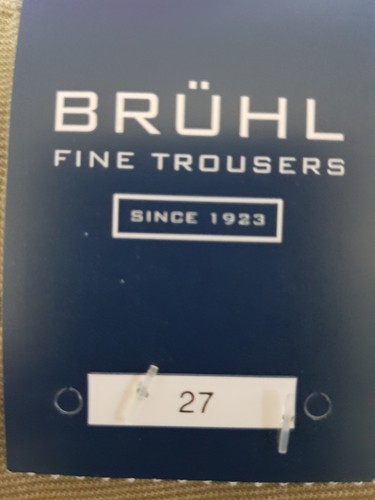 BRÜHL
FINE TROUSERS
SINCE 1923
27